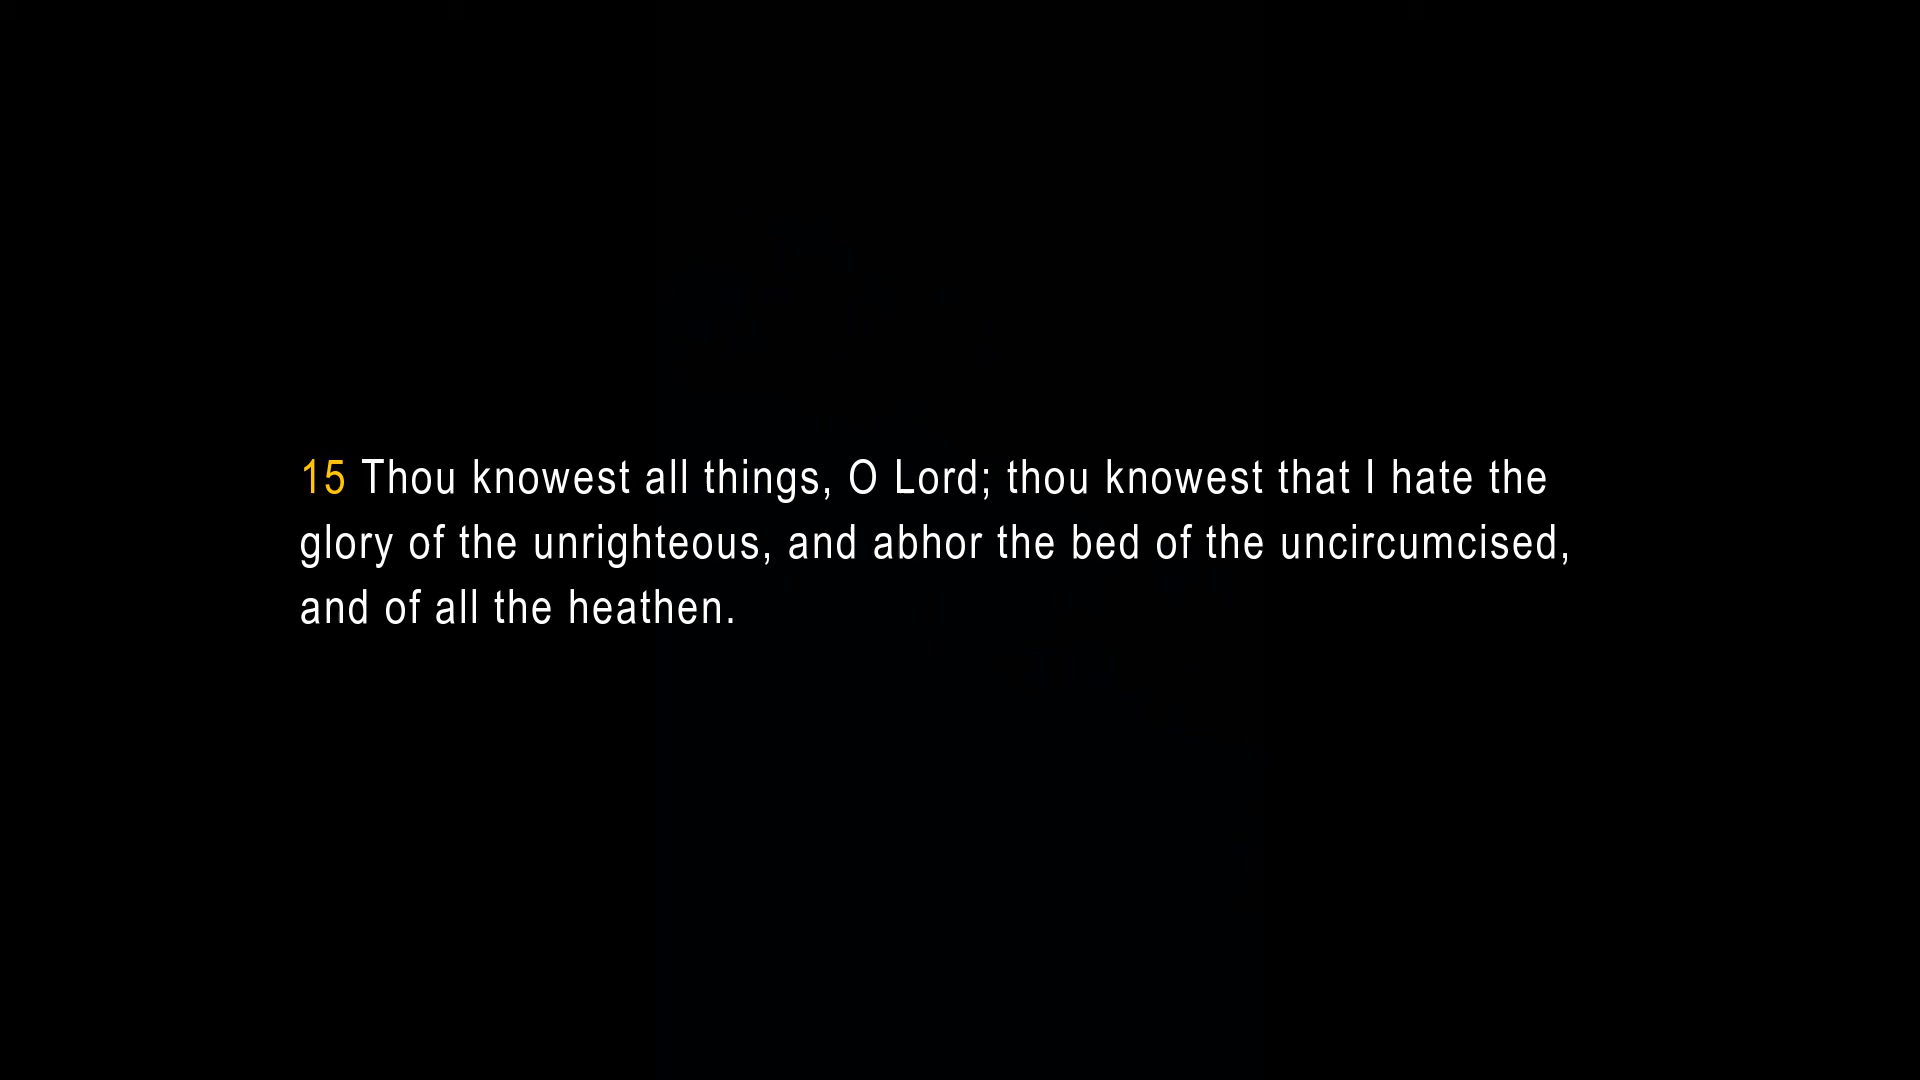 15 Thou knowest all things, O Lord; thou knowest that I hate the
glory of the unrighteous, and abhor the bed of the uncircumcised,
and of all the heathen.